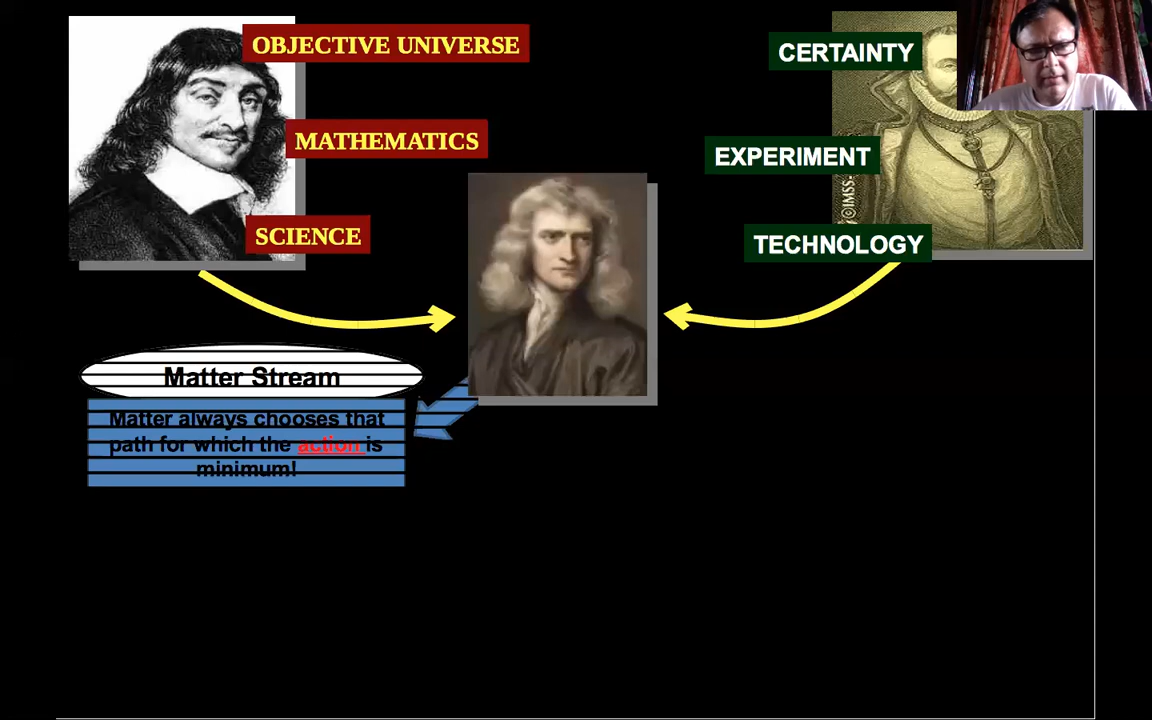 OBJECTIVE UNIVERSE
MATHEMATICS
SCIENCE
CERTAINTY
EXPERIMENT
TECHNOLOGY
©IMSS-
Matter Stream
Matter always chooses that
path for which the action is
minimum!